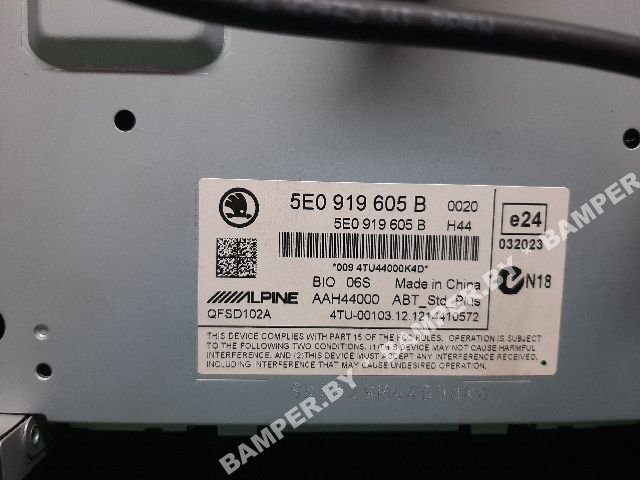 5E0 919 605 B 0020
5E0 919 605 B H44
e24
032023
*009 4TU44000K4D*
BIO 06S Made in China
N18
ALPINE AAH44000 ABT_Std_Plus
QFSD102A 4TU-00103.12.1214410572
THIS DEVICE COMPLIES WITH PART 15 OF THE FCC RULES. OPERATION IS SUBJECT
TO THE FOLLOWING TWO CONDITIONS: (1)THIS DEVICE MAY NOT CAUSE HARMFUL
INTERFERENCE, AND (2)THIS DEVICE MUST ACCEPT ANY INTERFERENCE RECEIVED,
INCLUDING INTERFERENCE THAT MAY CAUSE UNDESIRED OPERATION.
BAMPER.BY - BAMPER.BY - BAMPER.BY